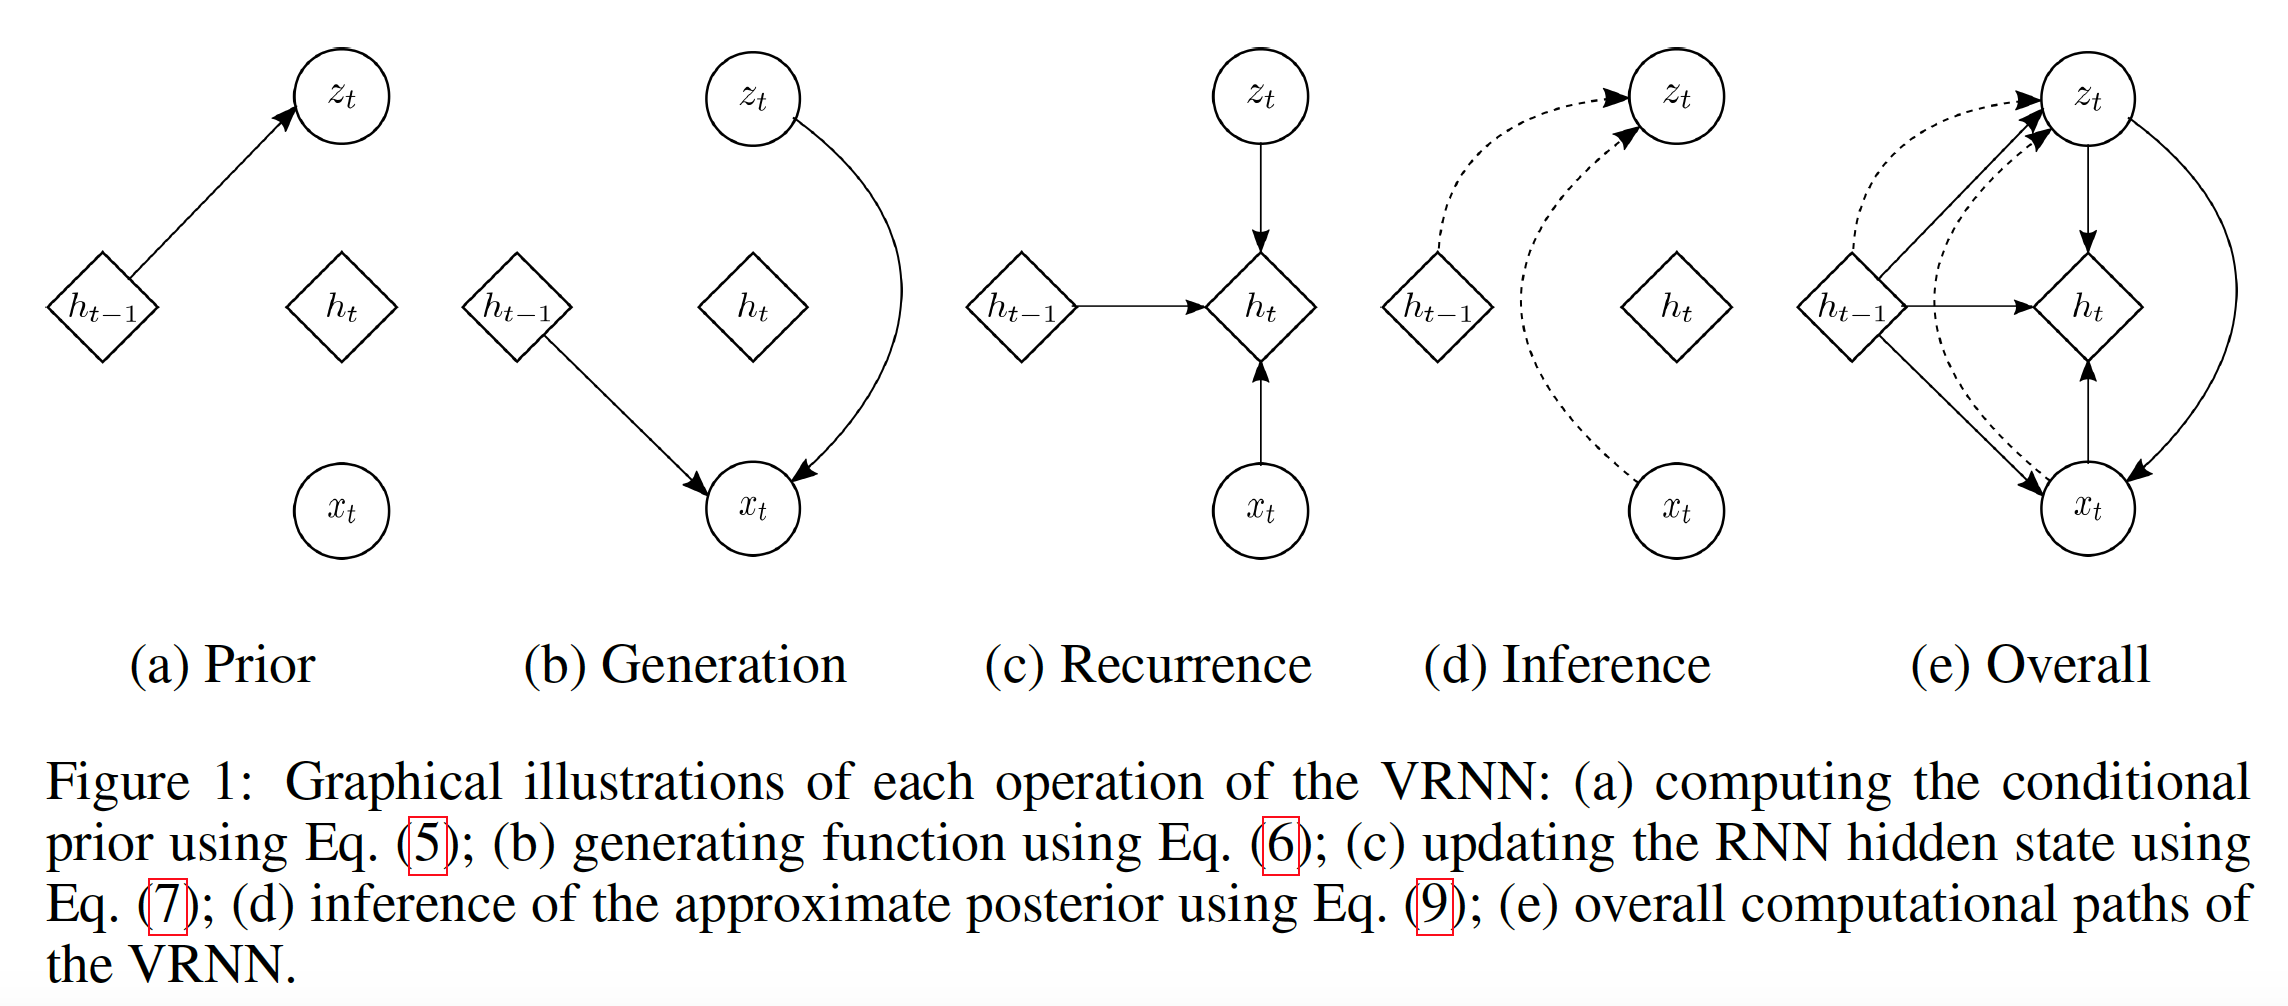 z_t z_t z_t z_t z_t
h_{t−1} h_t h_{t−1} h_t h_{t−1} h_t h_{t−1} h_t h_{t−1} h_t
x_t x_t x_t x_t x_t
(a) Prior (b) Generation (c) Recurrence (d) Inference (e) Overall
Figure 1: Graphical illustrations of each operation of the VRNN: (a) computing the conditional
prior using Eq. (5); (b) generating function using Eq. (6); (c) updating the RNN hidden state using
Eq. (7); (d) inference of the approximate posterior using Eq. (9); (e) overall computational paths of
the VRNN.